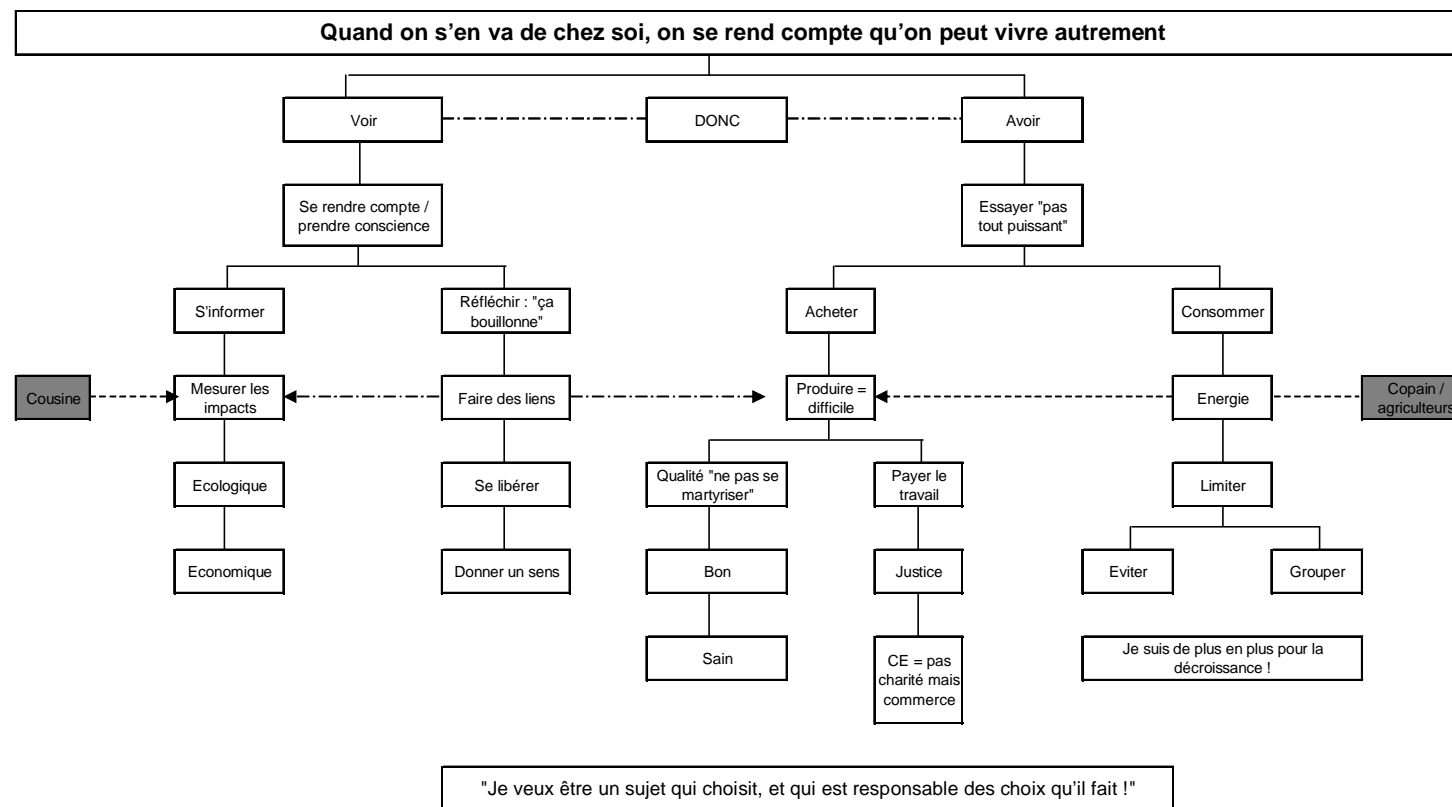 Quand on s'en va de chez soi, on se rend compte qu'on peut vivre autrement
Voir
DONC
Avoir
Se rendre compte /
prendre conscience
Essayer "pas
tout puissant"
S'informer
Réfléchir : "ça
bouillonne"
Acheter
Consommer
Cousine
Mesurer les
impacts
Faire des liens
Produire =
difficile
Energie
Copain /
agriculteurs
Ecologique
Se libérer
Qualité "ne pas se
martyriser"
Payer le
travail
Limiter
Economique
Donner un sens
Bon
Justice
Eviter
Grouper
Sain
CE = pas
charité mais
commerce
Je suis de plus en plus pour la
décroissance !
"Je veux être un sujet qui choisit, et qui est responsable des choix qu'il fait !"